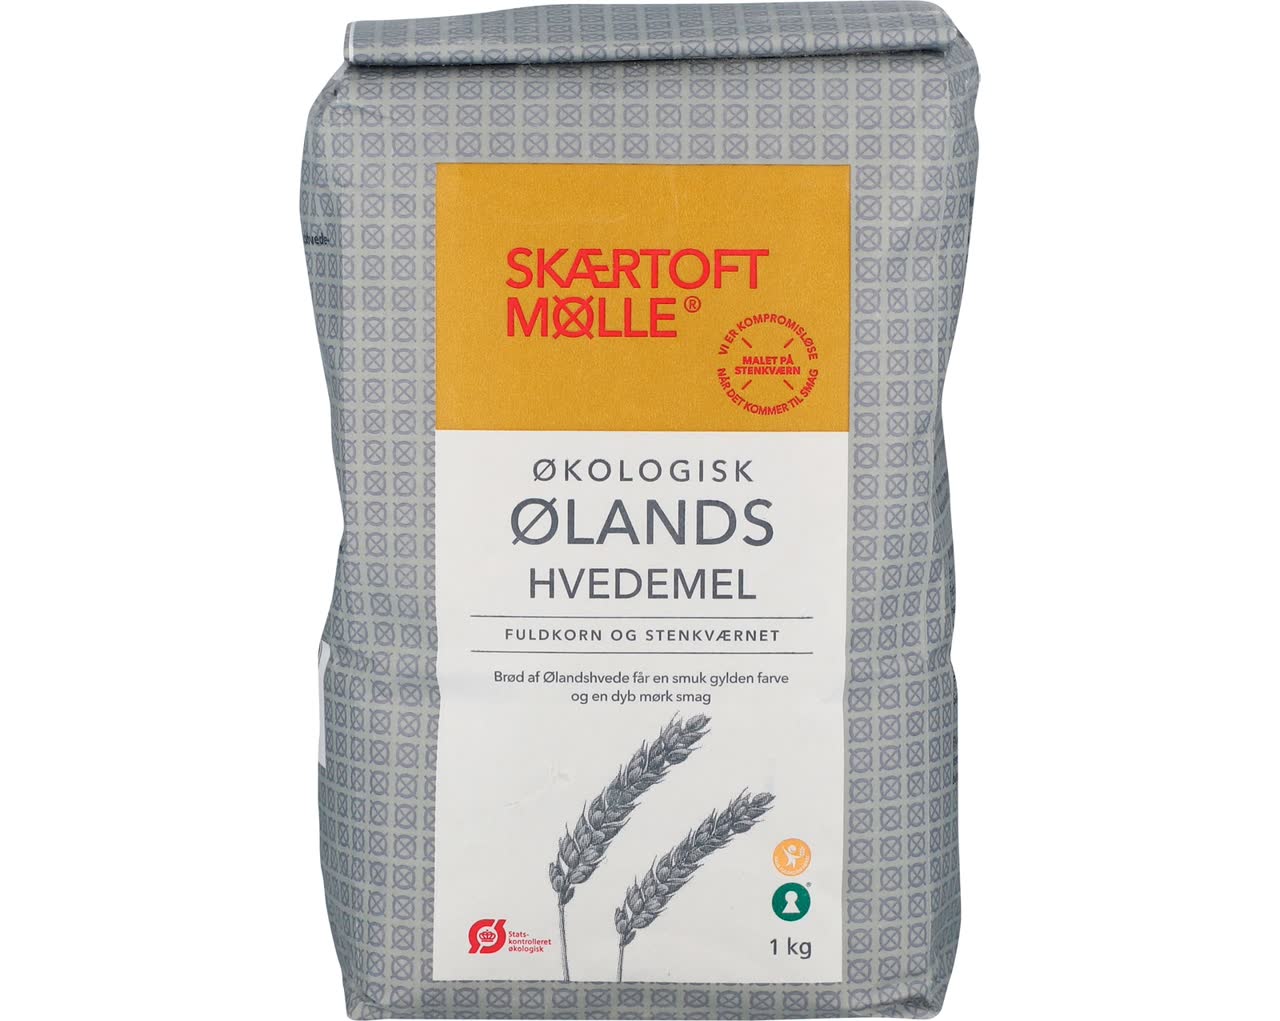 SKÆRTOFT
MØLLE®
VI ER KOMPROMISLØSE
MALET PÅ
STENKVÆRN
NÅR DET KOMMER TIL SMAG
ØKOLOGISK
ØLANDS
HVEDEMEL
FULDKORN OG STENKVÆRNET
Brød af Ølandshvede får en smuk gylden farve
og en dyb mørk smag
Stats-
kontrolleret
økologisk
1 kg